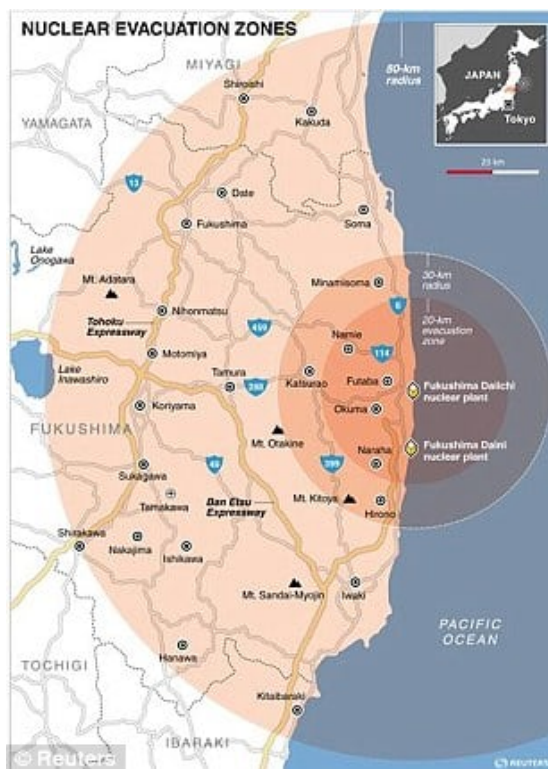 NUCLEAR EVACUATION ZONES
MIYAGI
80-km
radius
JAPAN
Tokyo
Shiroishi
YAMAGATA
Kakuda
25 km
13
Date
Fukushima
Soma
Lake
Onogawa
Mt. Adatara
Minamisoma
30-km
radius
6
20-km
evacuation
zone
Nihonmatsu
Tohoku
Expressway
459
Namie
114
Motomiya
Lake
Inawashiro
Tamura
288
Katsurao
Futaba
Fukushima Daiichi
nuclear plant
Koriyama
Okuma
FUKUSHIMA
Mt. Otakine
Fukushima Daini
nuclear plant
Naraha
Sukagawa
49
399
Tamakawa
Ban Etsu
Expressway
Mt. Kitoya
Hirono
Shirakawa
Nakajima
Ishikawa
Mt. Sandai-Myojin
Iwaki
PACIFIC
OCEAN
Hanawa
TOCHIGI
Kitaibaraki
IBARAKI
© Reuters
REUTERS